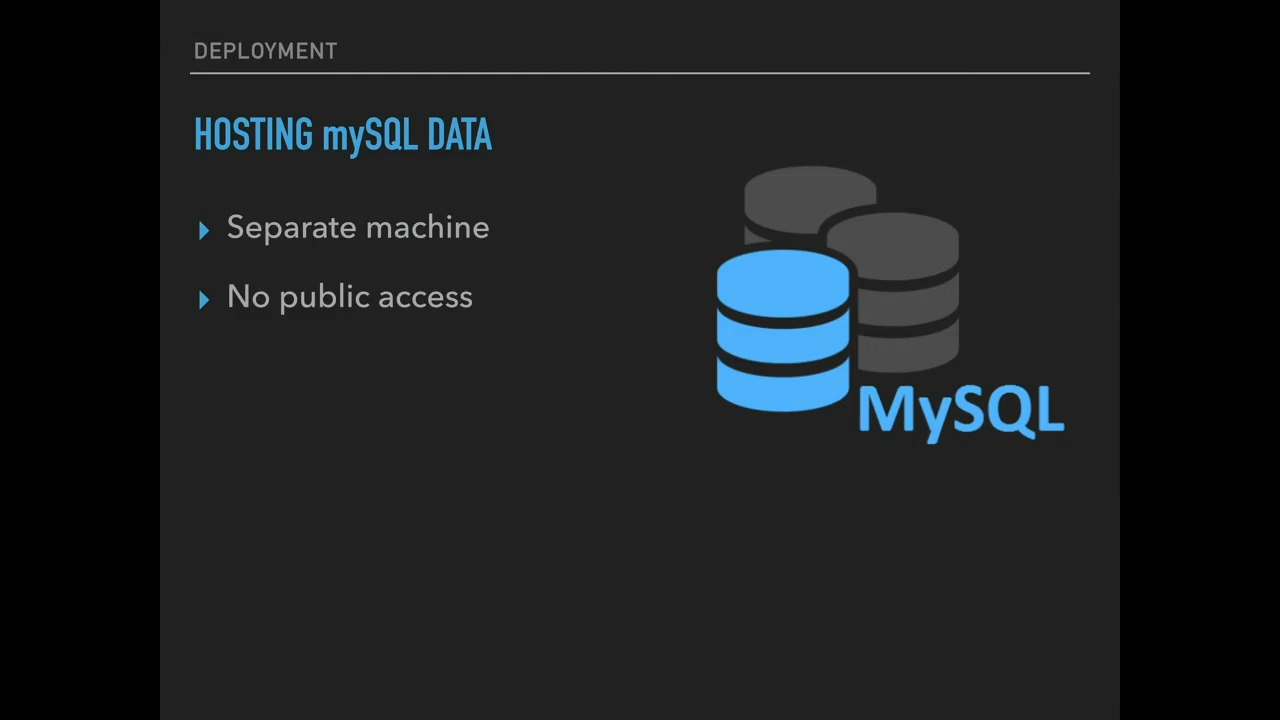 DEPLOYMENT
HOSTING mySQL DATA
Separate machine
No public access
MySQL